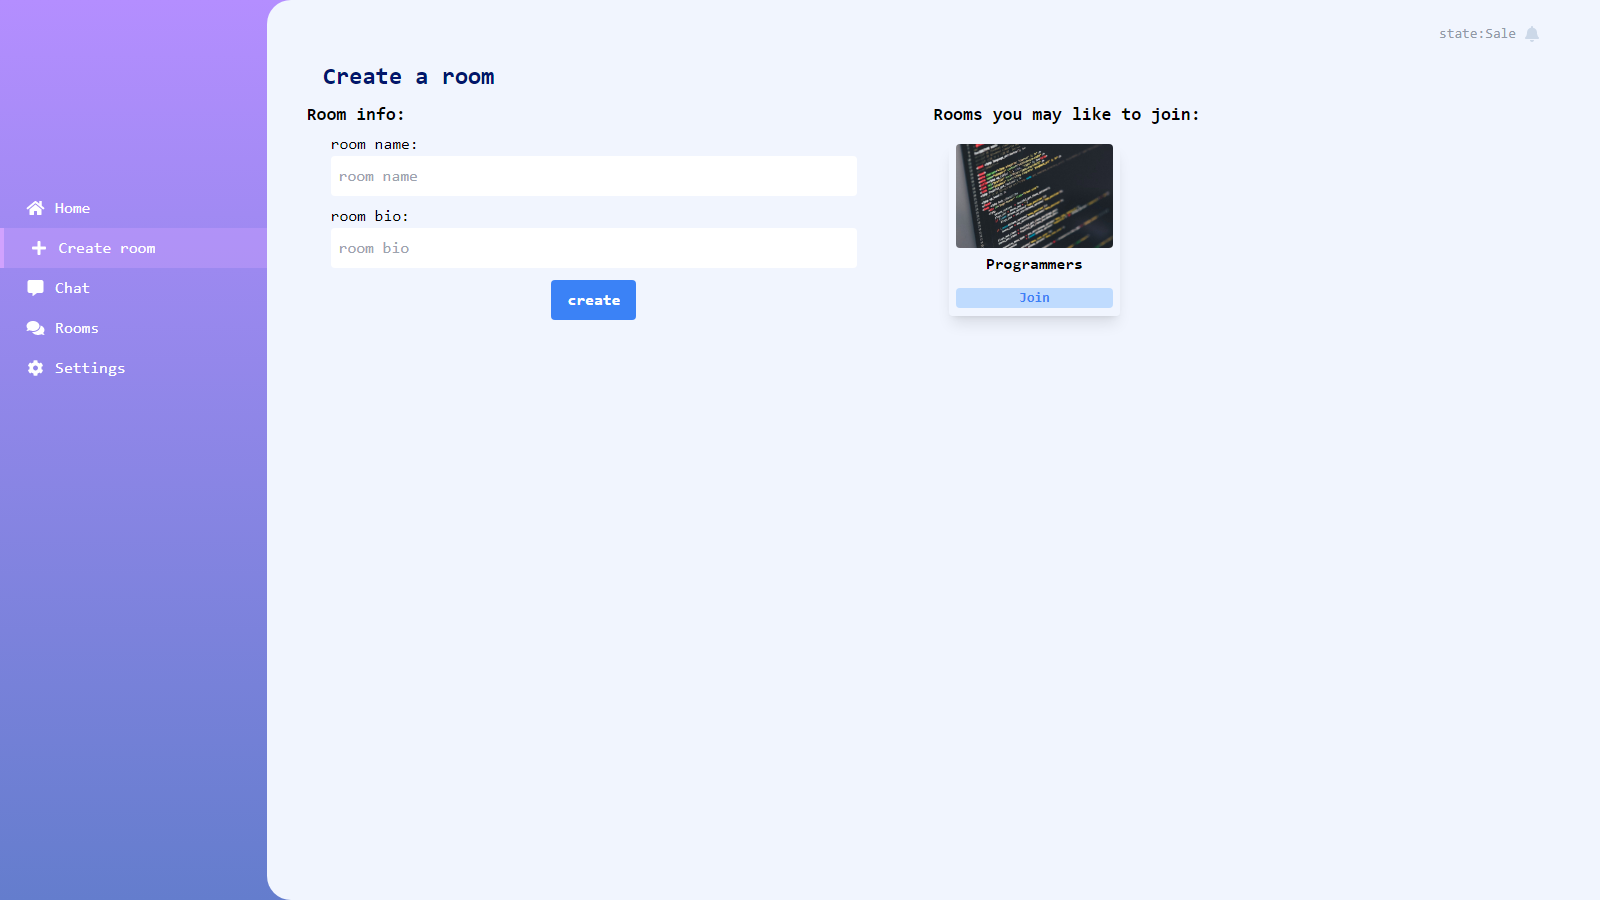 state:Sale
Home
Create room
Chat
Rooms
Settings
Create a room
Room info:
room name:
room name
room bio:
room bio
create
Rooms you may like to join:
Programmers
Join